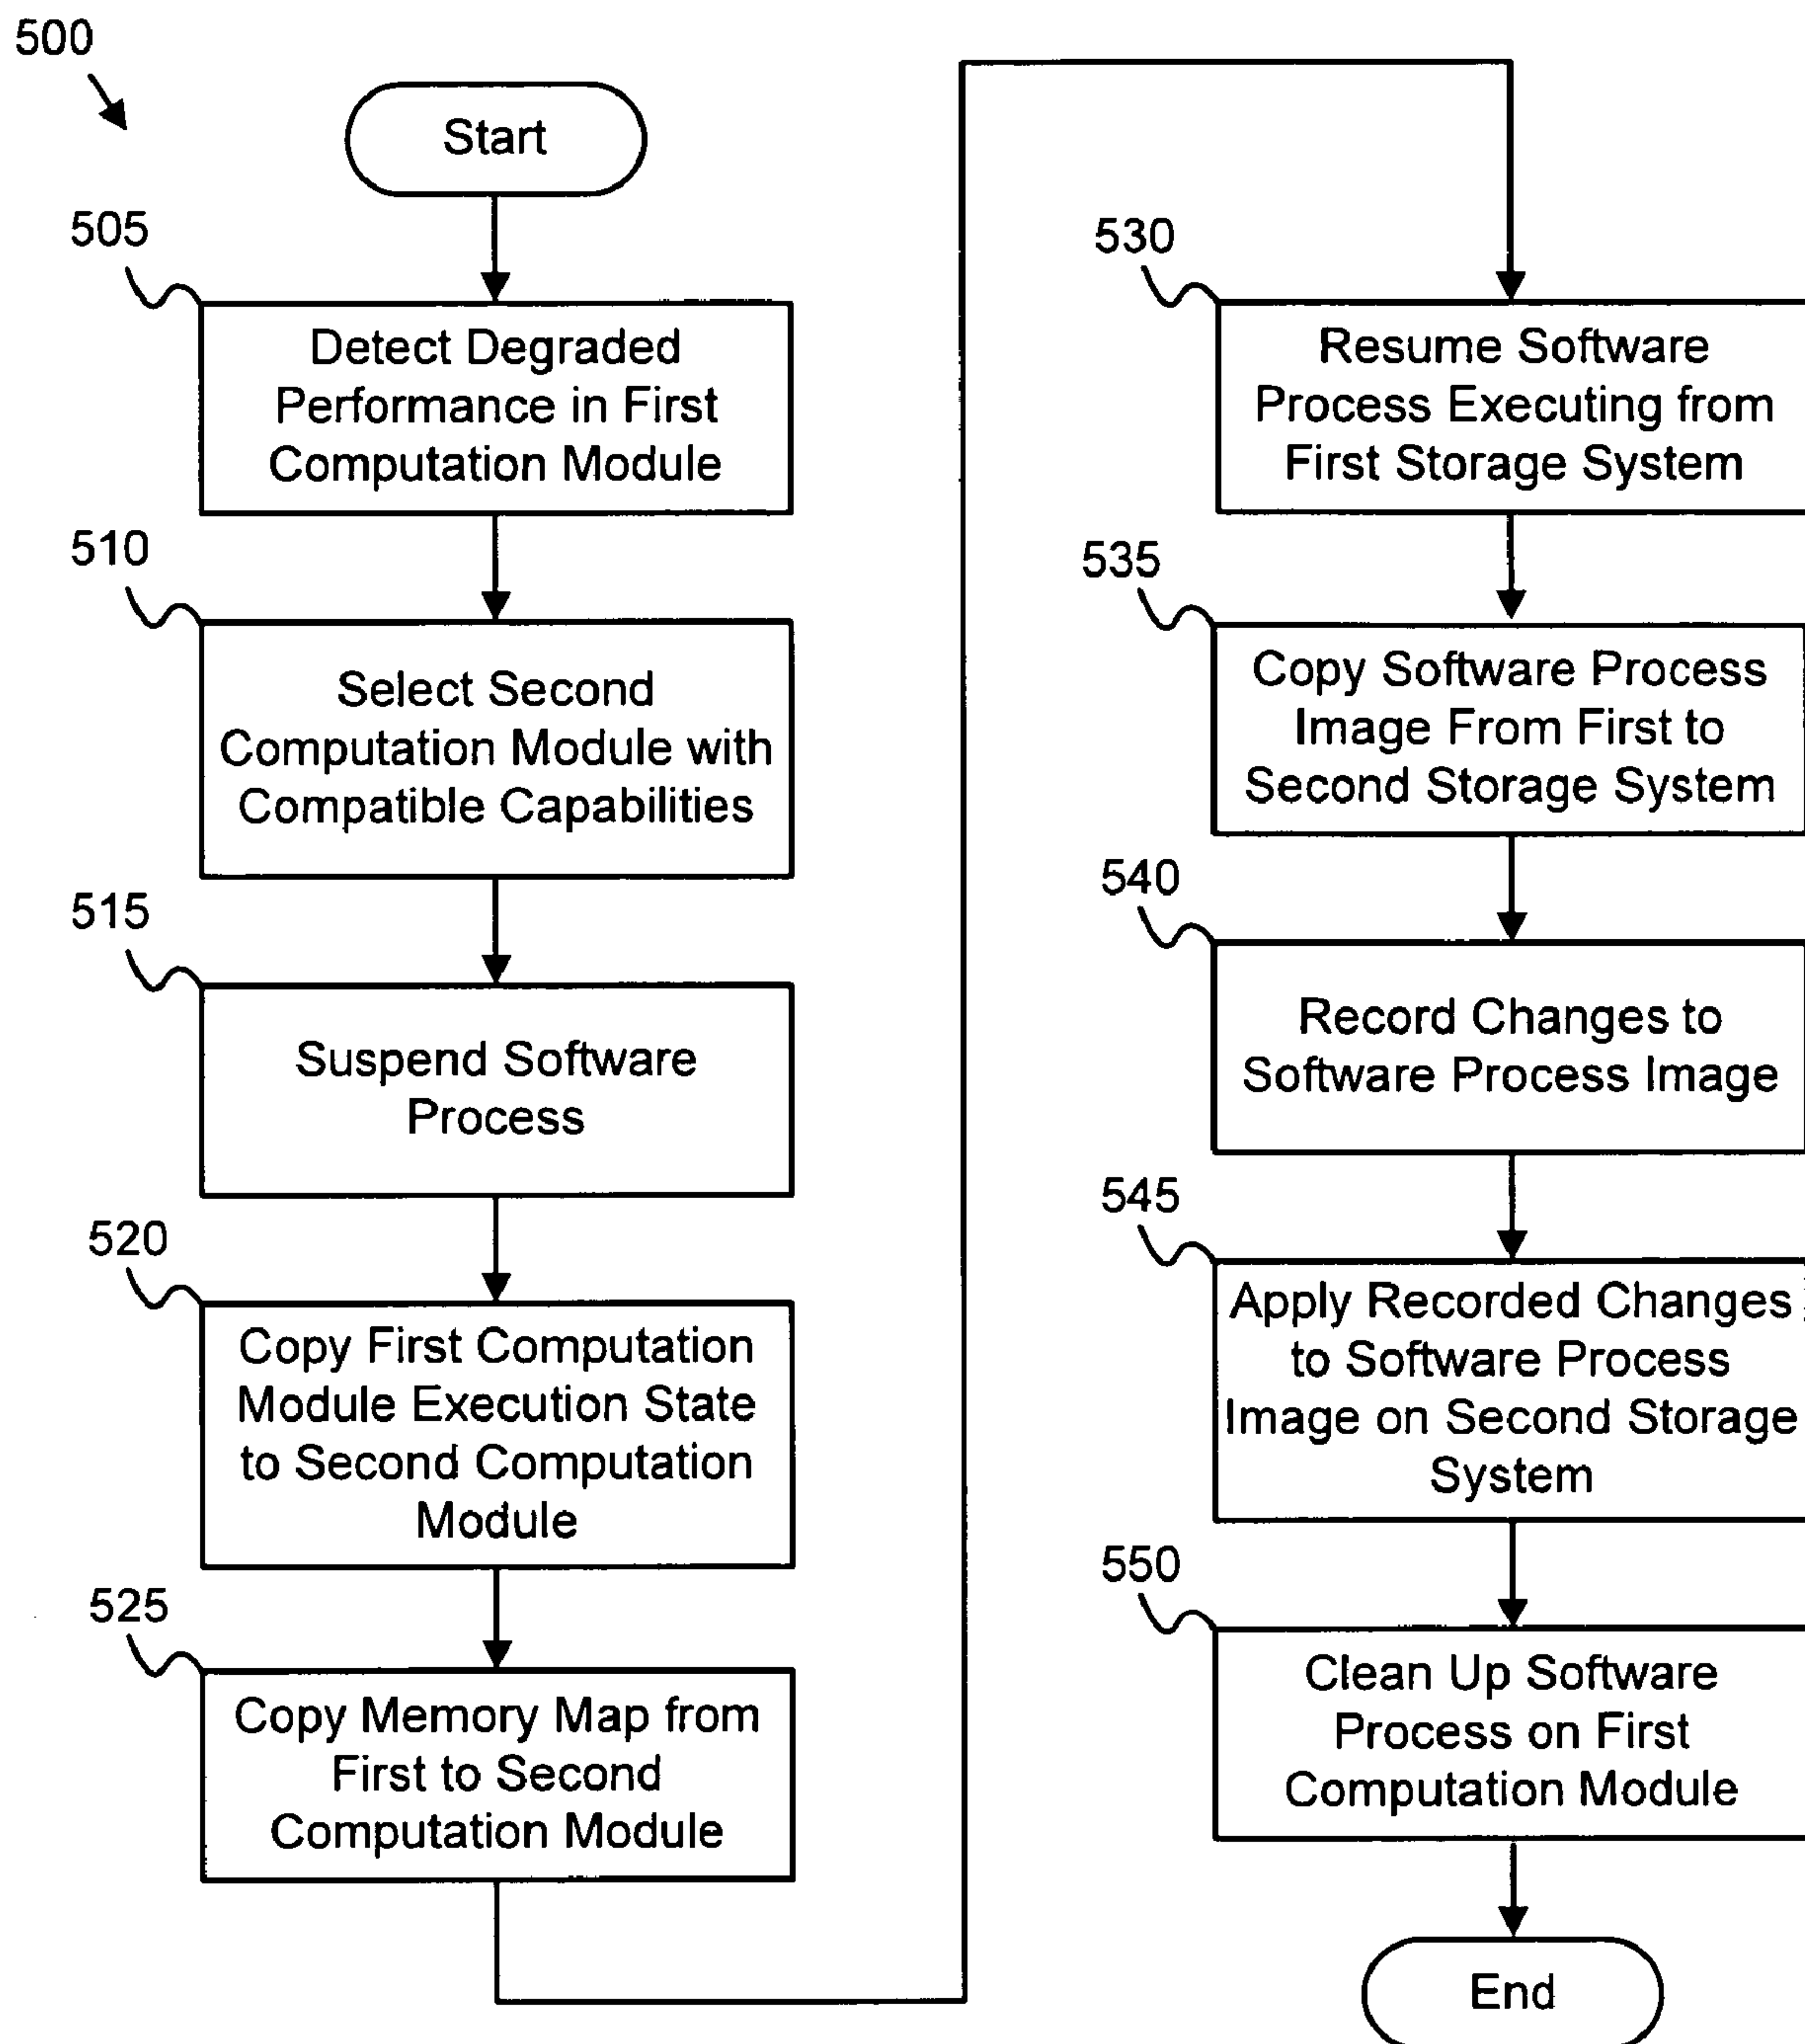 500
Start
505
Detect Degraded
Performance in First
Computation Module
510
Select Second
Computation Module with
Compatible Capabilities
515
Suspend Software
Process
520
Copy First Computation
Module Execution State
to Second Computation
Module
525
Copy Memory Map from
First to Second
Computation Module
530
Resume Software
Process Executing from
First Storage System
535
Copy Software Process
Image From First to
Second Storage System
540
Record Changes to
Software Process Image
545
Apply Recorded Changes
to Software Process
Image on Second Storage
System
550
Clean Up Software
Process on First
Computation Module
End